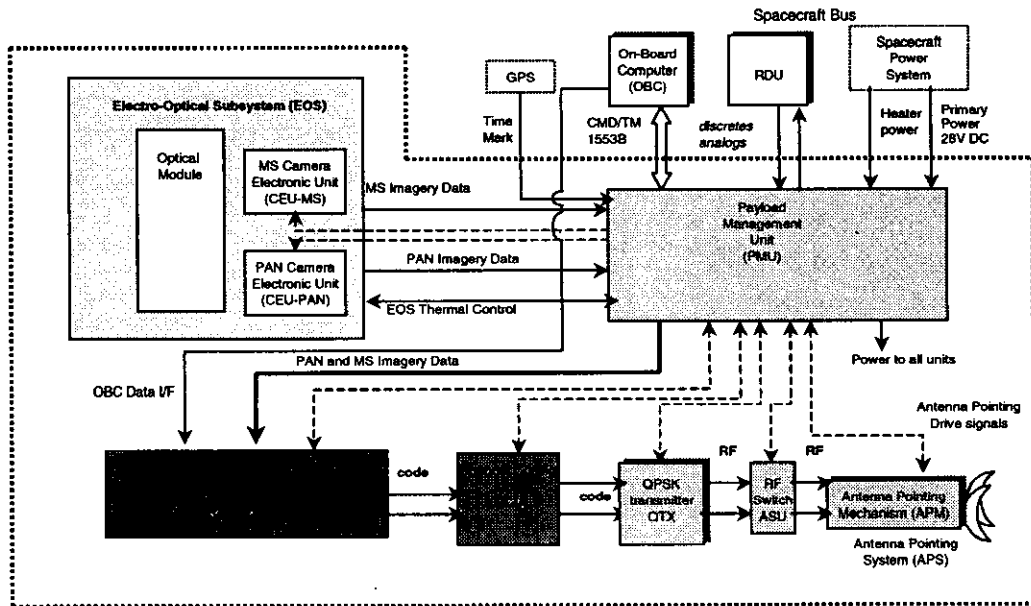 Spacecraft Bus
GPS
On-Board
Computer
(OBC)
RDU
Spacecraft
Power
System
Electro-Optical Subsystem (EOS)
Optical
Module
MS Camera
Electronic Unit
(CEU-MS)
PAN Camera
Electronic Unit
(CEU-PAN)
Time
Mark
CMD/TM
1553B
discretes
analogs
Heater
power
Primary
Power
28V DC
MS Imagery Data
PAN Imagery Data
EOS Thermal Control
Payload
Management
Unit
(PMU)
PAN and MS Imagery Data
Power to all units
OBC Data I/F
Antenna Pointing
Drive signals
code
code
QPSK
transmitter
QTX
RF
RF
Switch
ASU
RF
Antenna Pointing
Mechanism (APM)
Antenna Pointing
System (APS)